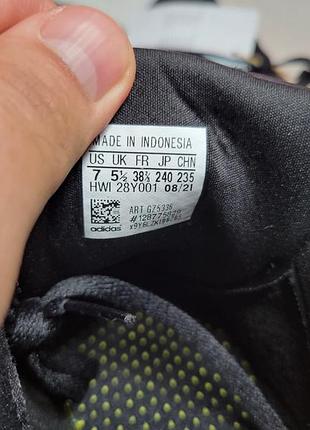 MADE IN INDONESIA
US UK FR JP CHN
7 5½ 38⅔ 240 235
HWI 28Y001 08/21
ART GZ5336
adidas